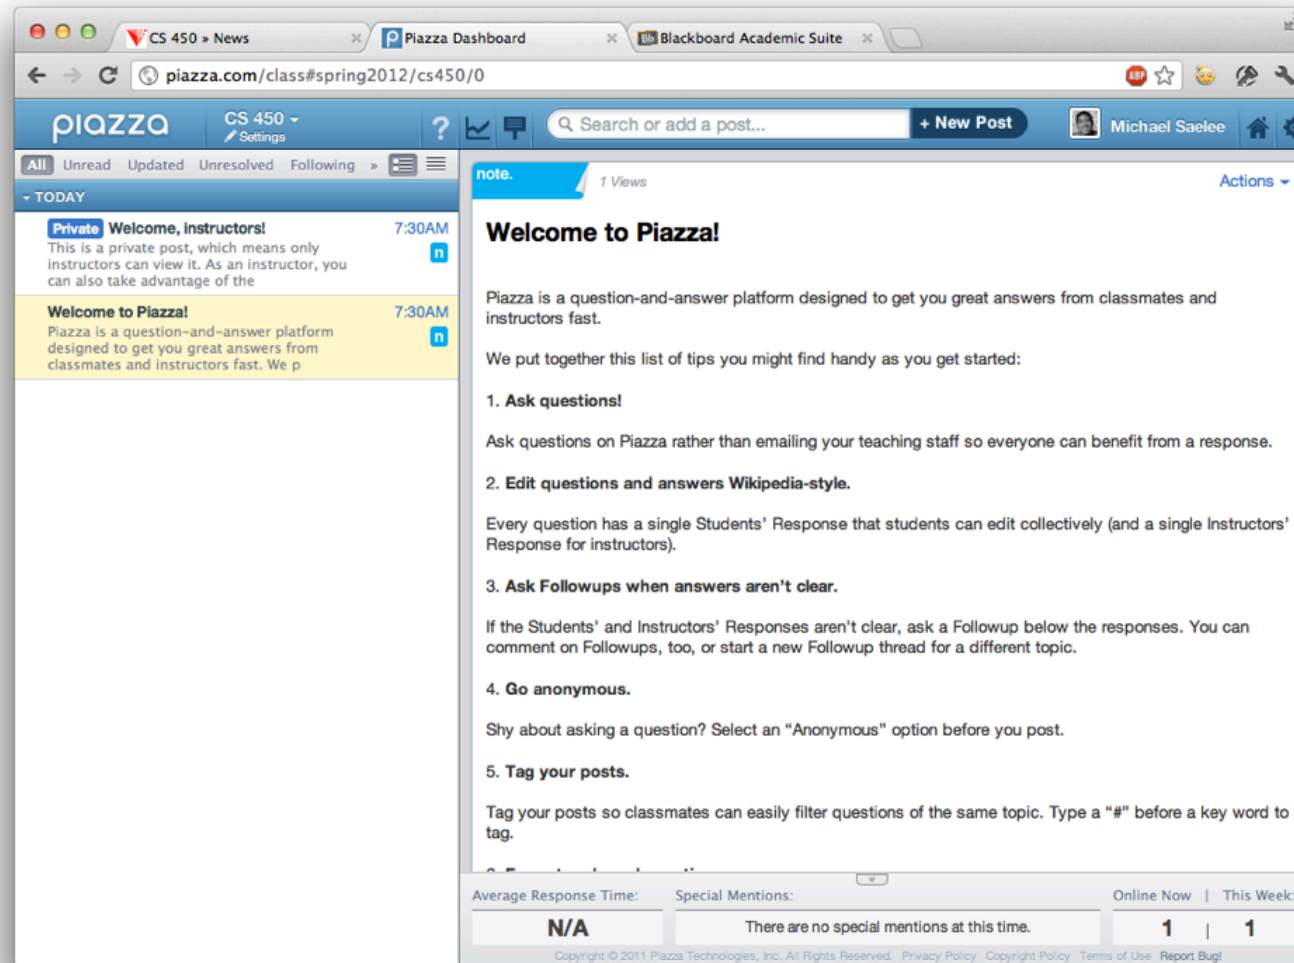 CS 450 » News
Piazza Dashboard
Bb Blackboard Academic Suite
piazza.com/class#spring2012/cs450/0
ABP
piazza
CS 450
Settings
?
Search or add a post...
+ New Post
Michael Saelee
All Unread Updated Unresolved Following »
TODAY
Private Welcome, instructors! 7:30AM
This is a private post, which means only
instructors can view it. As an instructor, you
can also take advantage of the
n
Welcome to Piazza! 7:30AM
Piazza is a question-and-answer platform
designed to get you great answers from
classmates and instructors fast. We p
n
note. 1 Views Actions
Welcome to Piazza!
Piazza is a question-and-answer platform designed to get you great answers from classmates and
instructors fast.
We put together this list of tips you might find handy as you get started:
1. Ask questions!
Ask questions on Piazza rather than emailing your teaching staff so everyone can benefit from a response.
2. Edit questions and answers Wikipedia-style.
Every question has a single Students' Response that students can edit collectively (and a single Instructors'
Response for instructors).
3. Ask Followups when answers aren't clear.
If the Students' and Instructors' Responses aren't clear, ask a Followup below the responses. You can
comment on Followups, too, or start a new Followup thread for a different topic.
4. Go anonymous.
Shy about asking a question? Select an “Anonymous” option before you post.
5. Tag your posts.
Tag your posts so classmates can easily filter questions of the same topic. Type a “#” before a key word to
tag.
Average Response Time: Special Mentions: Online Now | This Week:
N/A There are no special mentions at this time. 1 | 1
Copyright © 2011 Piazza Technologies, Inc. All Rights Reserved. Privacy Policy Copyright Policy Terms of Use Report Bug!